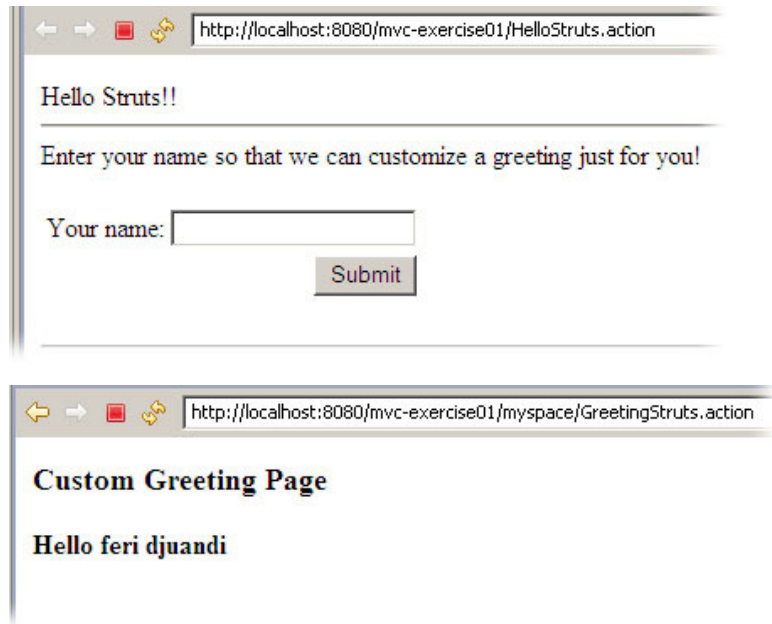 http://localhost:8080/mvc-exercise01/HelloStruts.action
Hello Struts!!
Enter your name so that we can customize a greeting just for you!
Your name:
Submit
http://localhost:8080/mvc-exercise01/myspace/GreetingStruts.action
Custom Greeting Page
Hello feri djuandi